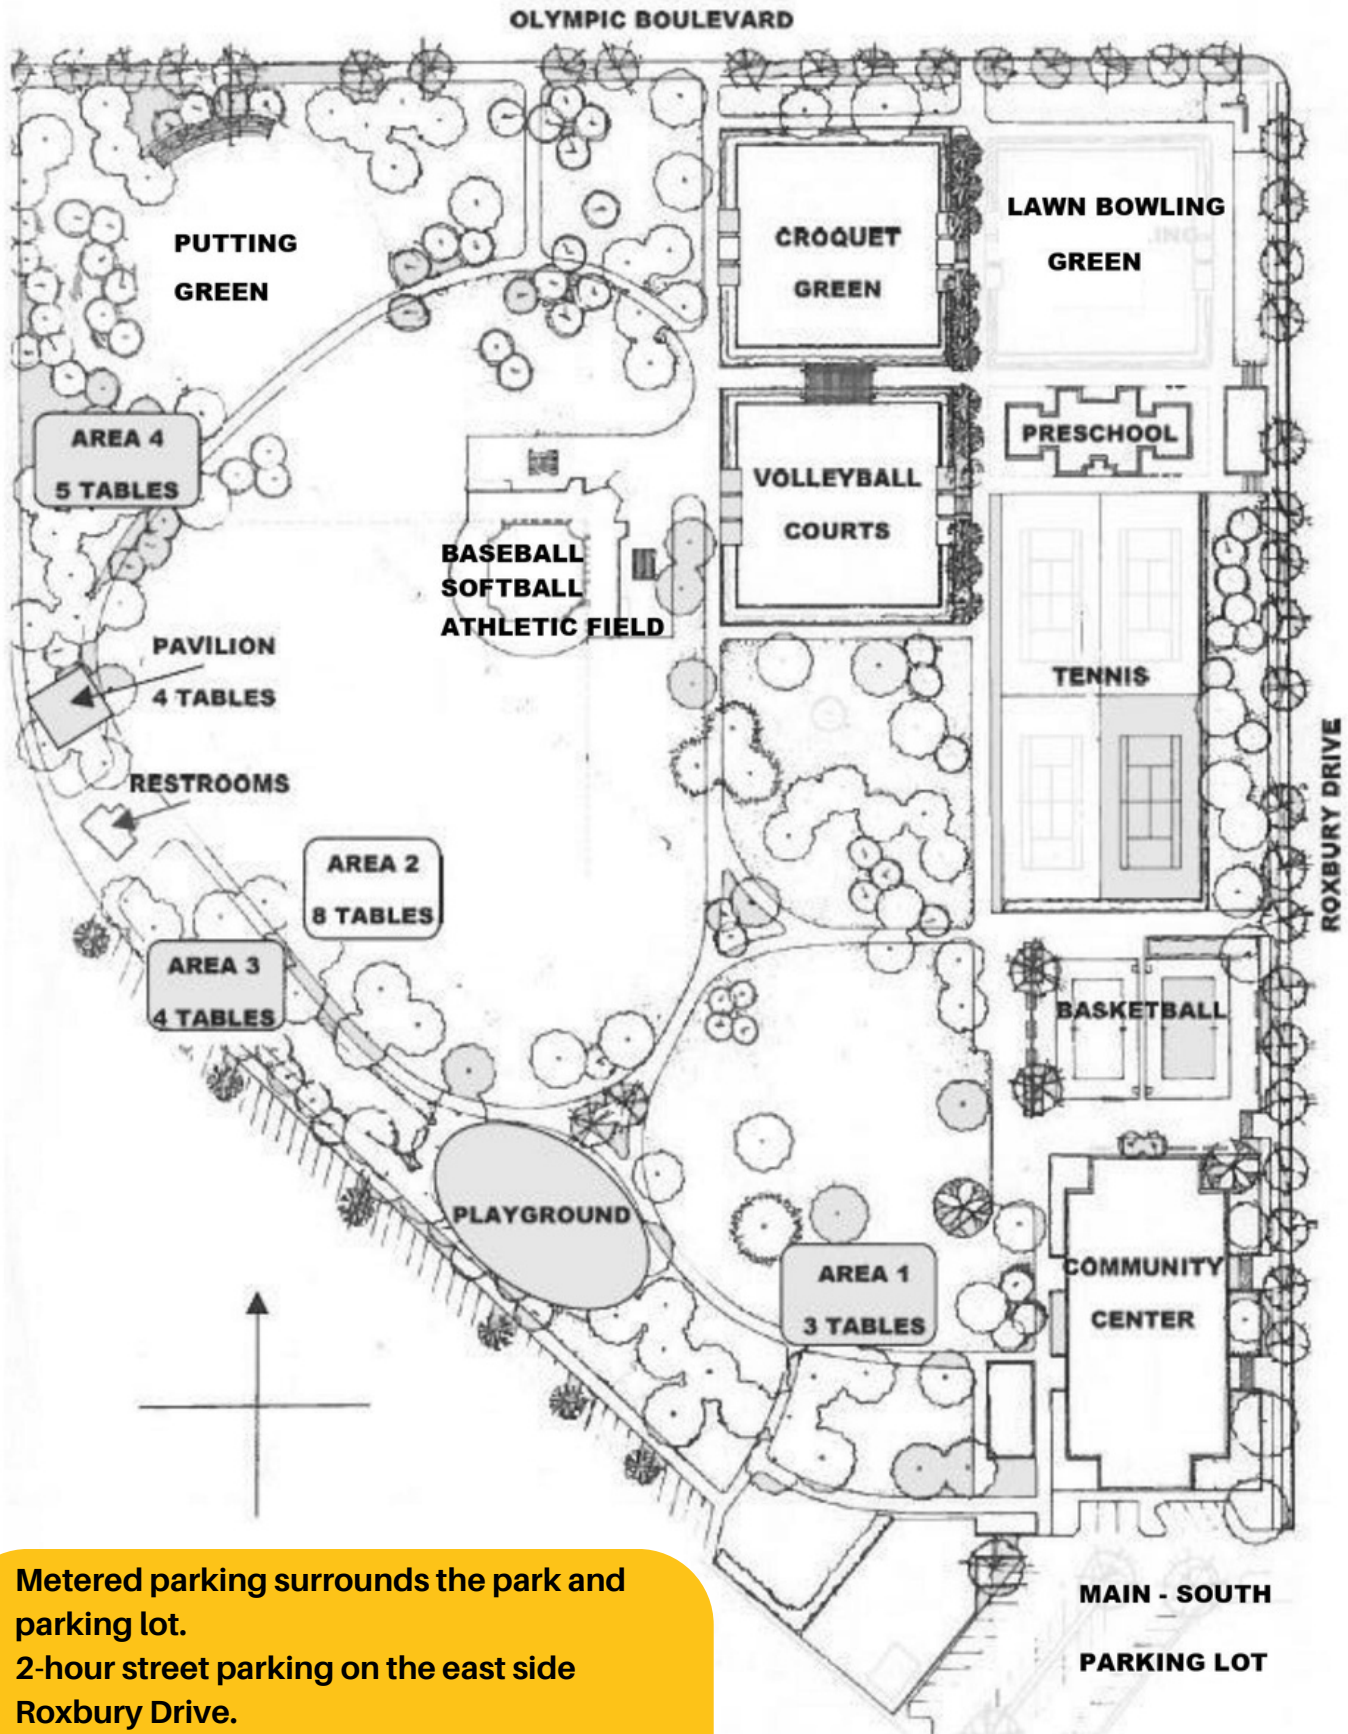 OLYMPIC BOULEVARD
PUTTING
GREEN
CROQUET
GREEN
LAWN BOWLING
GREEN
AREA 4
5 TABLES
VOLLEYBALL
COURTS
PRESCHOOL
BASEBALL
SOFTBALL
ATHLETIC FIELD
PAVILION
4 TABLES
TENNIS
RESTROOMS
ROXBURY DRIVE
AREA 2
8 TABLES
AREA 3
4 TABLES
BASKETBALL
PLAYGROUND
AREA 1
3 TABLES
COMMUNITY
CENTER
MAIN - SOUTH
PARKING LOT
Metered parking surrounds the park and
parking lot.
2-hour street parking on the east side
Roxbury Drive.